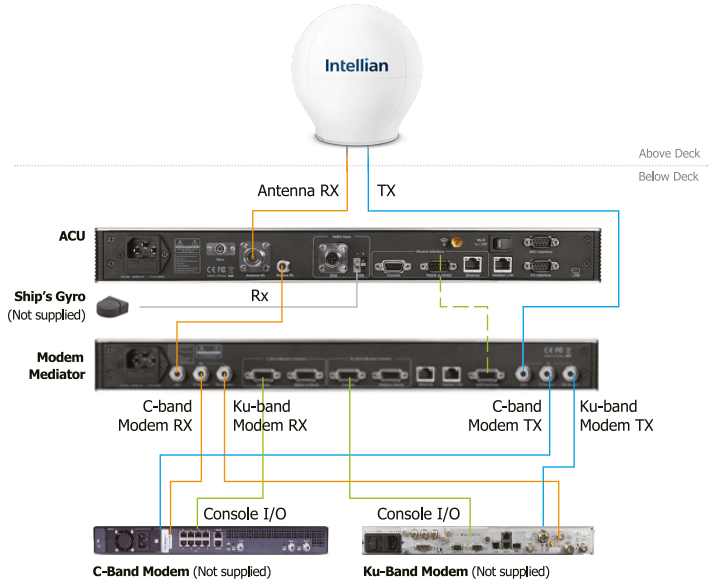 Intellian
Above Deck
Below Deck
Antenna RX
TX
ACU
Ship's Gyro
(Not supplied)
Rx
Modem
Mediator
C-band
Modem RX
Ku-band
Modem RX
C-band
Modem TX
Ku-band
Modem TX
Console I/O
Console I/O
C-Band Modem (Not supplied)
Ku-Band Modem (Not supplied)